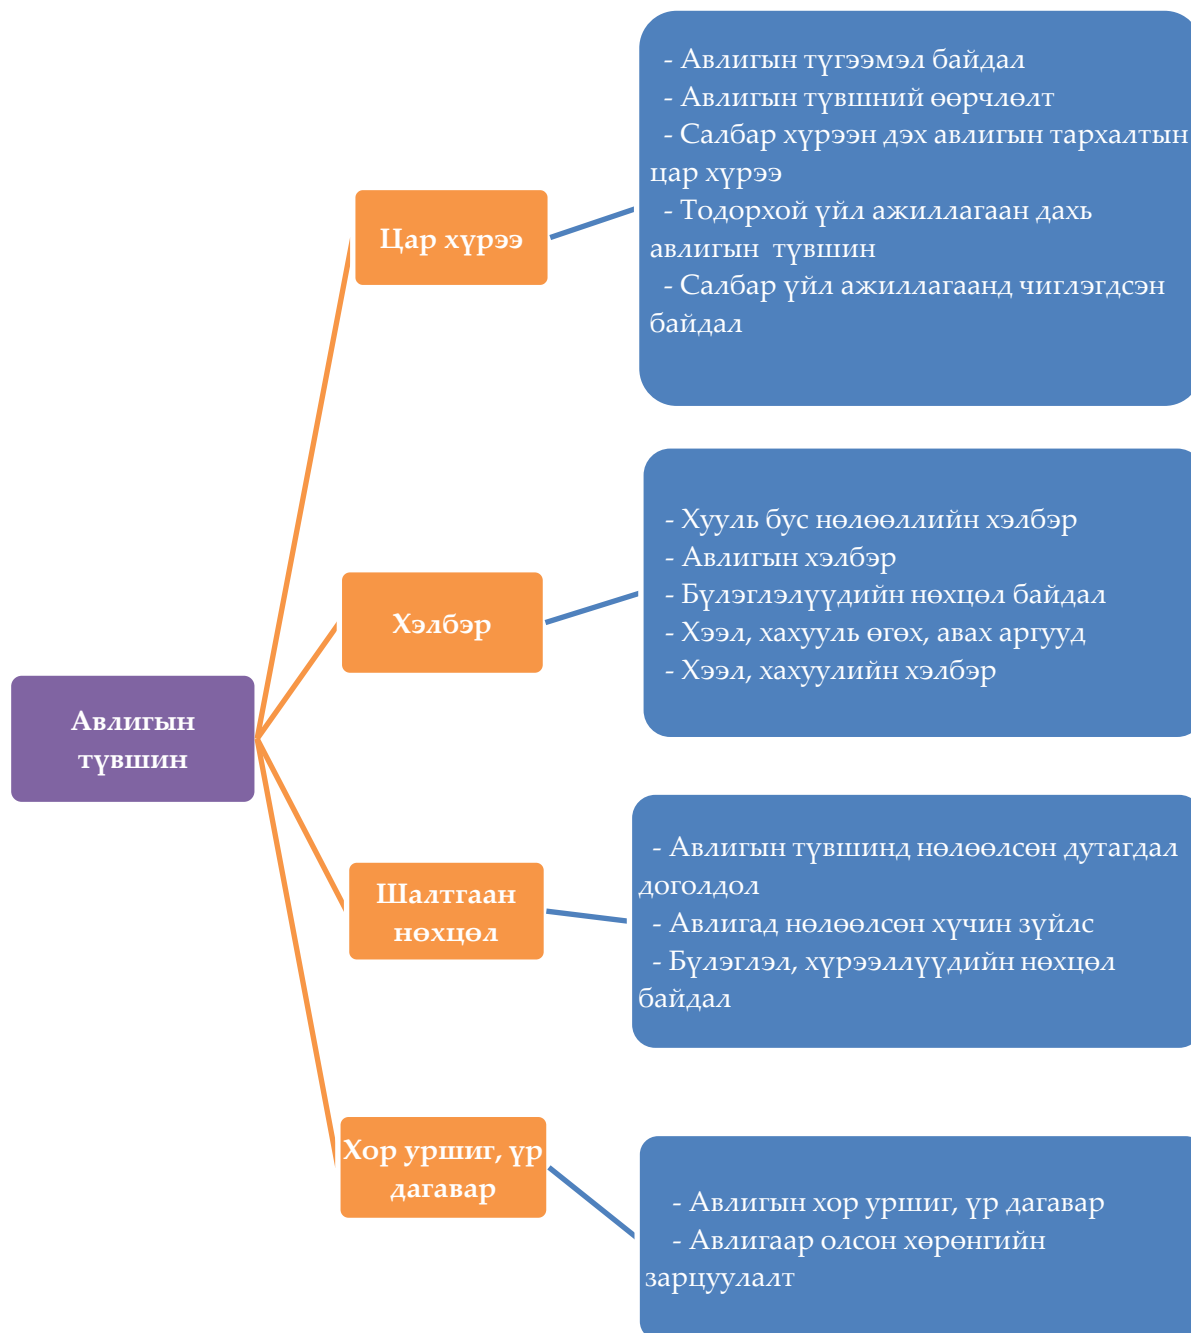 Авлигын
түвшин
Цар хүрээ
- Авлигын түгээмэл байдал
- Авлигын түвшний өөрчлөлт
- Салбар хүрээн дэх авлигын тархалтын
цар хүрээ
- Тодорхой үйл ажиллагаан дахь
авлигын түвшин
- Салбар үйл ажиллагаанд чиглэгдсэн
байдал
Хэлбэр
- Хууль бус нөлөөллийн хэлбэр
- Авлигын хэлбэр
- Бүлэглэлүүдийн нөхцөл байдал
- Хээл, хахууль өгөх, авах аргууд
- Хээл, хахуулийн хэлбэр
Шалтгаан
нөхцөл
- Авлигын түвшинд нөлөөлсөн дутагдал
доголдол
- Авлигад нөлөөлсөн хүчин зүйлс
- Бүлэглэл, хүрээллүүдийн нөхцөл
байдал
Хор уршиг, үр
дагавар
- Авлигын хор уршиг, үр дагавар
- Авлигаар олсон хөрөнгийн
зарцуулалт